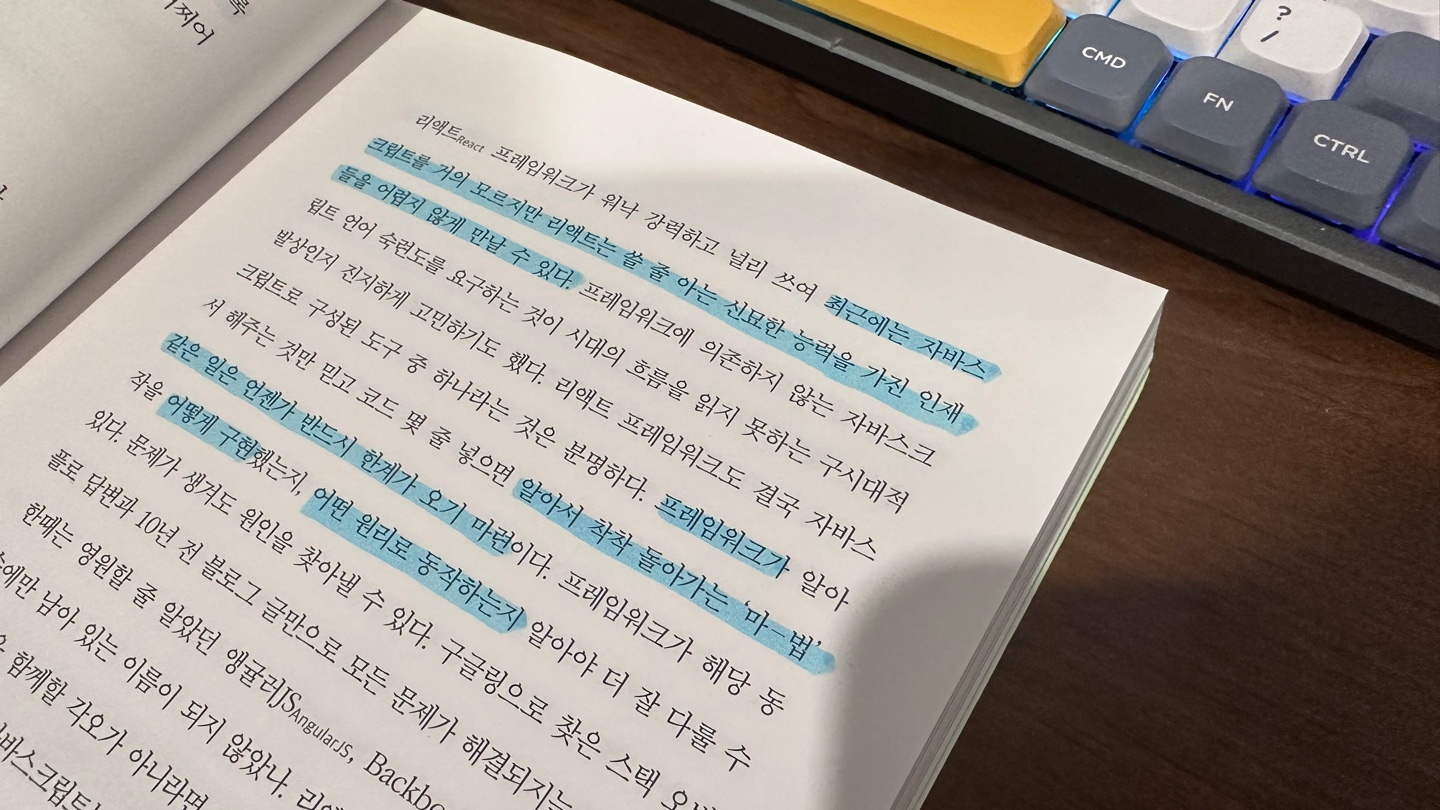 록
찍어
리액트React 프레임워크가 워낙 강력하고 널리 쓰여 최근에는 자바스
크립트를 거의 모르지만 리액트는 쓸 줄 아는 신묘한 능력을 가진 인재
들을 어렵지 않게 만날 수 있다. 프레임워크에 의존하지 않는 자바스크
립트 언어 숙련도를 요구하는 것이 시대의 흐름을 읽지 못하는 구시대적
발상인지 진지하게 고민하기도 했다. 리액트 프레임워크도 결국 자바스
크립트로 구성된 도구 중 하나라는 것은 분명하다. 프레임워크가 알아
서 해주는 것만 믿고 코드 몇 줄 넣으면 알아서 착착 돌아가는 ‘마—법’
같은 일은 언젠가 반드시 한계가 오기 마련이다. 프레임워크가 해당 동
작을 어떻게 구현했는지, 어떤 원리로 동작하는지 알아야 더 잘 다룰 수
있다. 문제가 생겨도 원인을 찾아낼 수 있다. 구글링으로 찾은 스택
플로 답변과 10년 전 블로그 글만으로 모든 문제가 해결되지는
한때는 영원할 줄 알았던 앵귤러JSAngularJS, Backbo
에만 남아 있는 이름이 되지 않았나.
함께할 각오가 아니라면
바스크립트
CMD
?
/
FN
CTRL